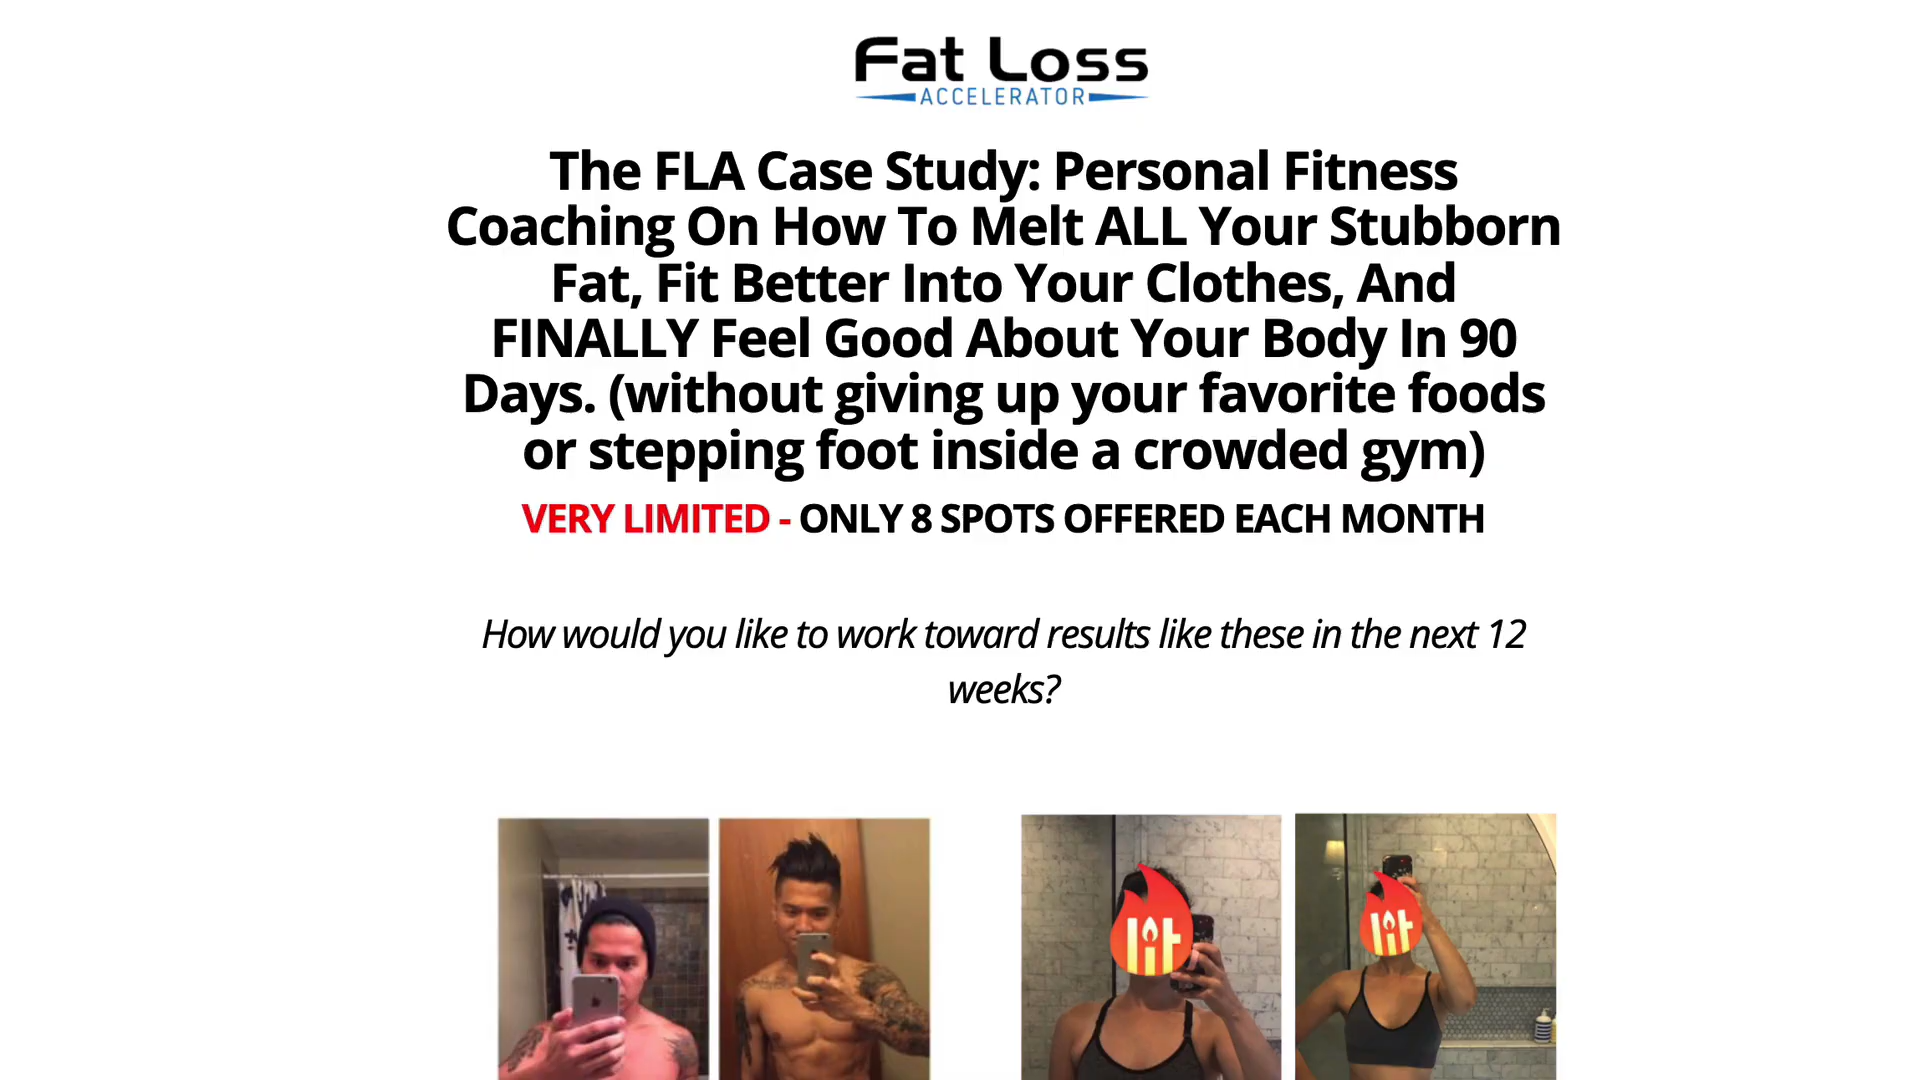 Fat Loss
ACCELERATOR
The FLA Case Study: Personal Fitness
Coaching On How To Melt ALL Your Stubborn
Fat, Fit Better Into Your Clothes, And
FINALLY Feel Good About Your Body In 90
Days. (without giving up your favorite foods
or stepping foot inside a crowded gym)
VERY LIMITED - ONLY 8 SPOTS OFFERED EACH MONTH
How would you like to work toward results like these in the next 12
weeks?
lit
lit